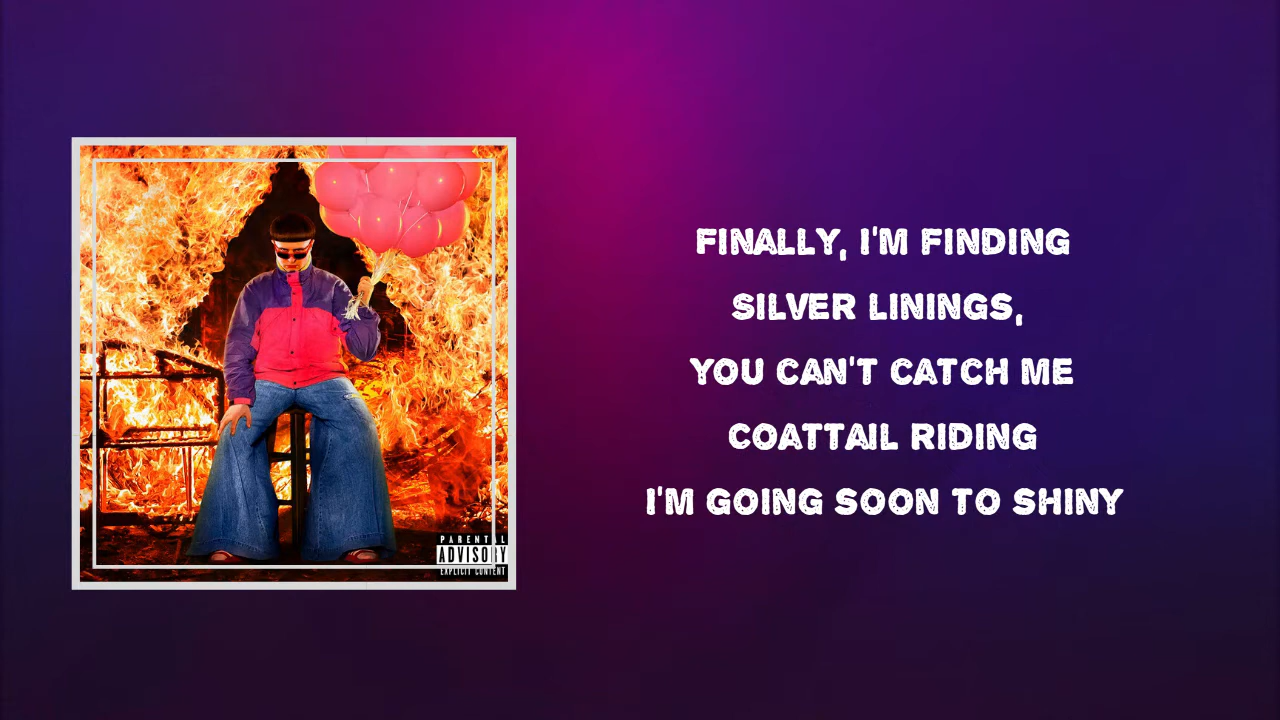 FINALLY, I'M FINDING
SILVER LININGS,
YOU CAN'T CATCH ME
COATTAIL RIDING
I'M GOING SOON TO SHINY
PARENTAL
ADVISORY
EXPLICIT CONTENT